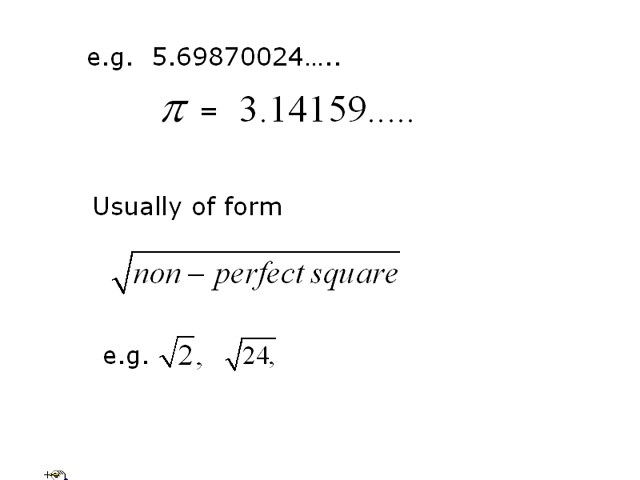 e.g. 5.69870024…..
π = 3.14159.....
Usually of form
√non – perfect square
e.g. √2, √24,